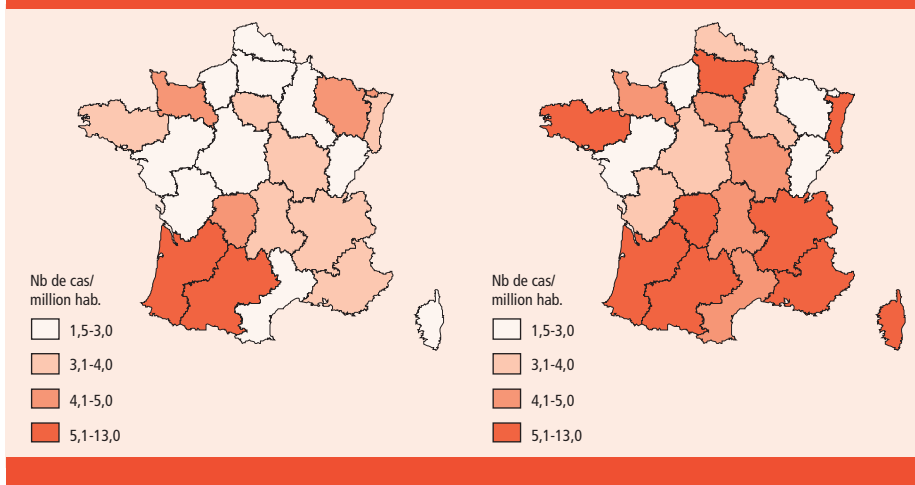 Nb de cas/
million hab.
1,5-3,0
3,1-4,0
4,1-5,0
5,1-13,0
Nb de cas/
million hab.
1,5-3,0
3,1-4,0
4,1-5,0
5,1-13,0